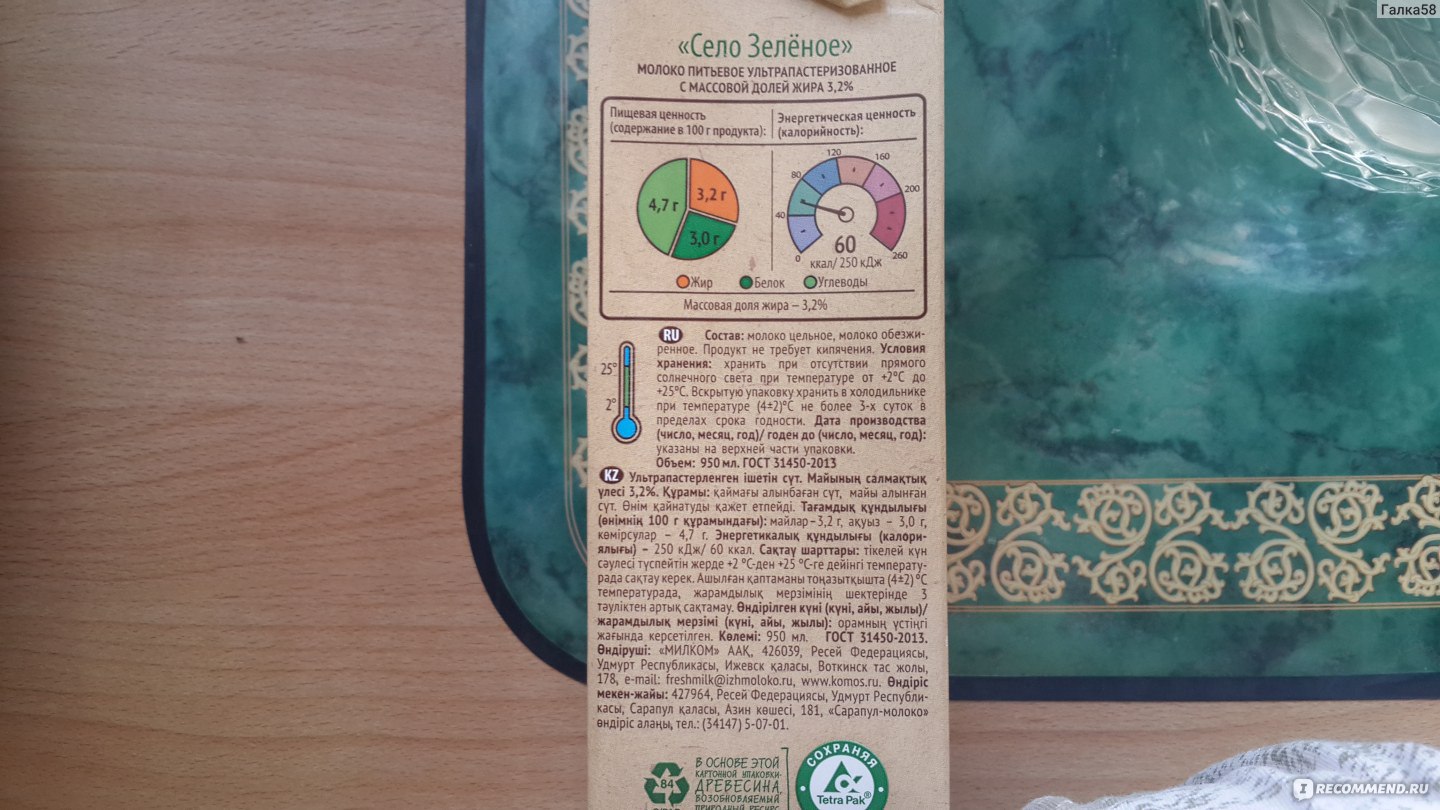 Галка58
«Село Зелёное»
МОЛОКО ПИТЬЕВОЕ УЛЬТРАПАСТЕРИЗОВАННОЕ
С МАССОВОЙ ДОЛЕЙ ЖИРА 3,2%
Пищевая ценность
(содержание в 100 г продукта):
Энергетическая ценность
(калорийность):
4,7 г
3,2 г
3,0 г
0
40
80
120
160
200
260
60
ккал/ 250 кДж
Жир
Белок
Углеводы
Массовая доля жира – 3,2%
25°
2°
RU Состав: молоко цельное, молоко обезжи-
ренное. Продукт не требует кипячения. Условия
хранения: хранить при отсутствии прямого
солнечного света при температуре от +2°С до
+25°С. Вскрытую упаковку хранить в холодильнике
при температуре (4±2)°С не более 3-х суток в
пределах срока годности. Дата производства
(число, месяц, год)/ годен до (число, месяц, год):
указаны на верхней части упаковки.
Объем: 950 мл. ГОСТ 31450-2013
KZ Ультрапастерленген ішетін сүт. Майының салмақтық
үлесі 3,2%. Құрамы: қаймағы алынбаған сүт, майы алынған
сүт. Өнім қайнатуды қажет етпейді. Тағамдық құндылығы
(өнімнің 100 г құрамындағы): майлар – 3,2 г, ақуыз – 3,0 г,
көмірсулар – 4,7 г. Энергетикалық құндылығы (калори-
ялығы) – 250 кДж/ 60 ккал. Сақтау шарттары: тікелей күн
сәулесі түспейтін жерде +2 °С-ден +25 °С-ге дейінгі температу-
рада сақтау керек. Ашылған қаптаманы тоңазытқышта (4±2) °С
температурада, жарамдылық мерзімінің шектерінде 3
тәуліктен артық сақтамау. Өндірілген күні (күні, айы, жылы)/
жарамдылық мерзімі (күні, айы, жылы): орамның үстіңгі
жағында көрсетілген. Көлемі: 950 мл. ГОСТ 31450-2013.
Өндіруші: «МИЛКОМ» ААҚ, 426039, Ресей Федерациясы,
Удмурт Республикасы, Ижевск қаласы, Воткинск тас жолы,
178, e-mail: freshmilk@izhmoloko.ru, www.komos.ru. Өндіріс
мекен-жайы: 427964, Ресей Федерациясы, Удмурт Республи-
касы, Сарапул қаласы, Азин көшесі, 181, «Сарапул-молоко»
өндіріс алаңы, тел.: (34147) 5-07-01.
84
В ОСНОВЕ ЭТОЙ
КАРТОННОЙ УПАКОВКИ-
ДРЕВЕСИНА,
ВОЗОБНОВЛЯЕМЫЙ
ПРИРОДНЫЙ РЕСУРС
СОХРАНЯЯ
Tetra Pak®
IRECOMMEND.RU